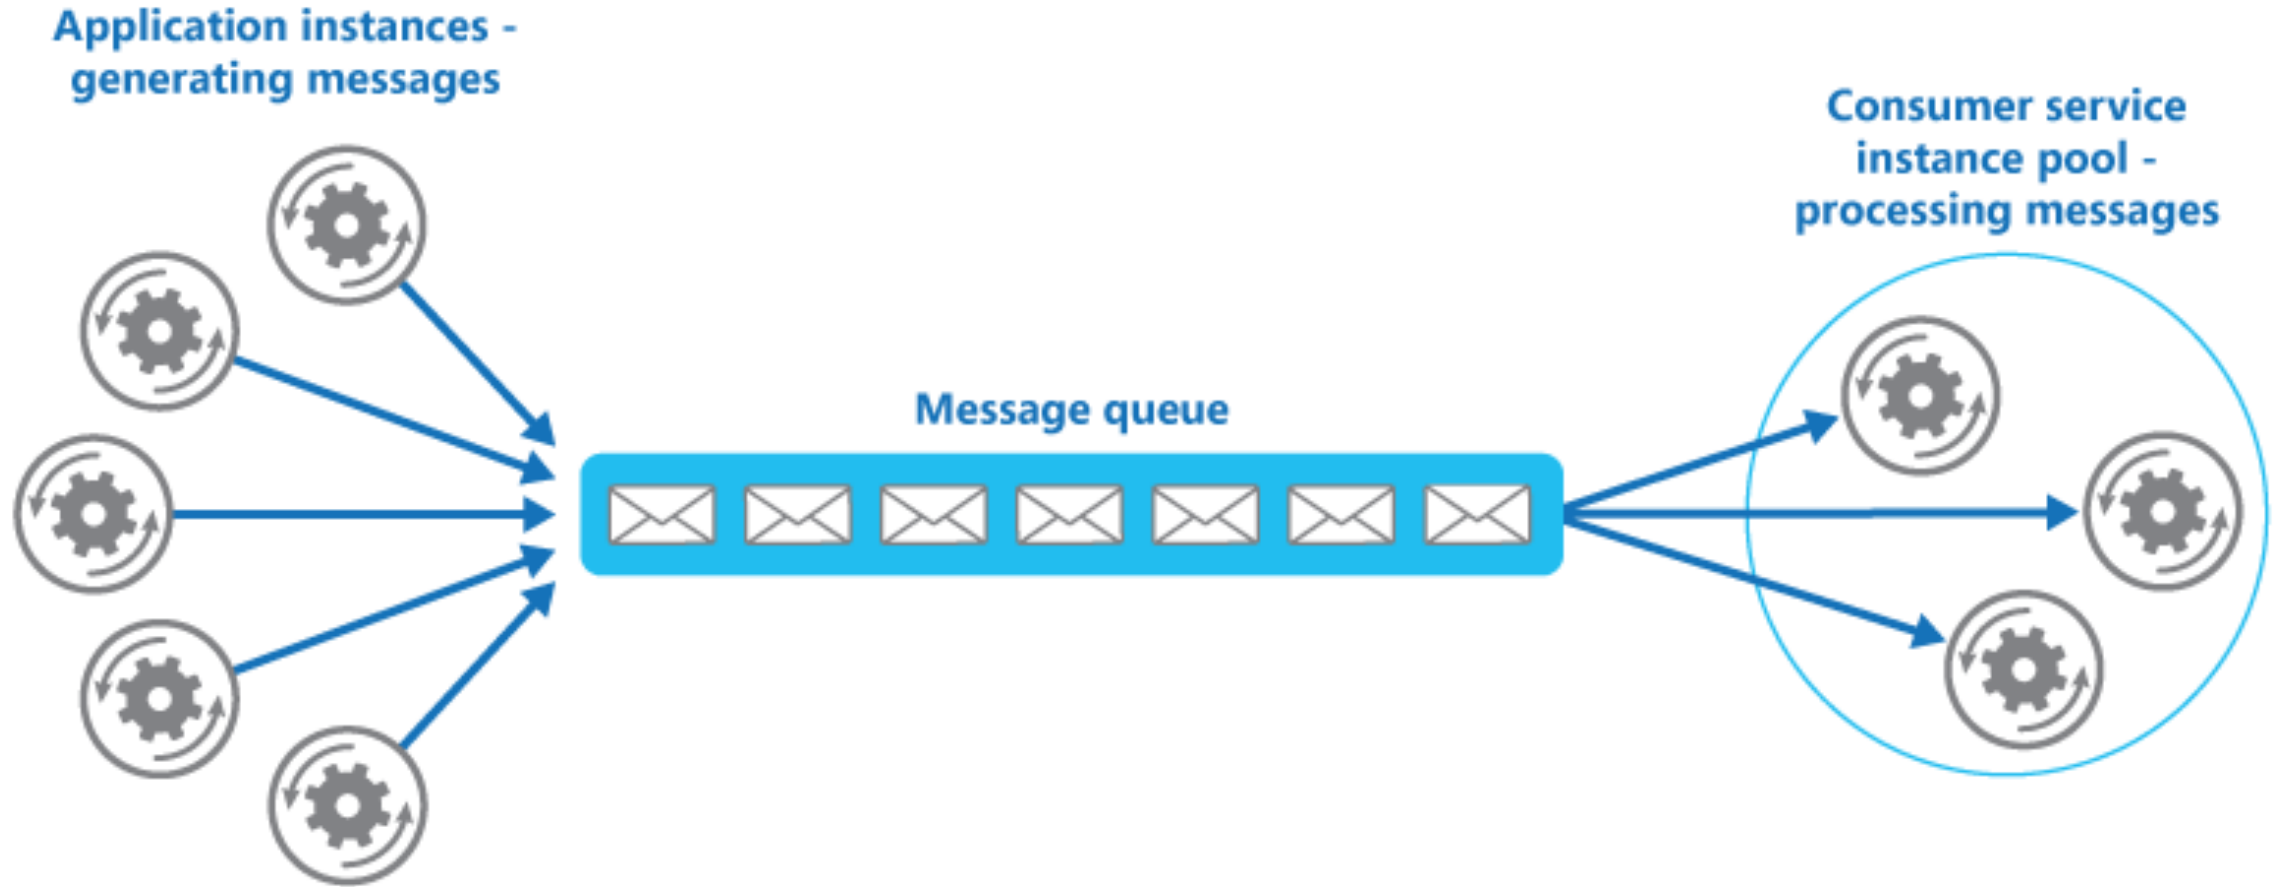 Application instances -
generating messages
Consumer service
instance pool -
processing messages
Message queue